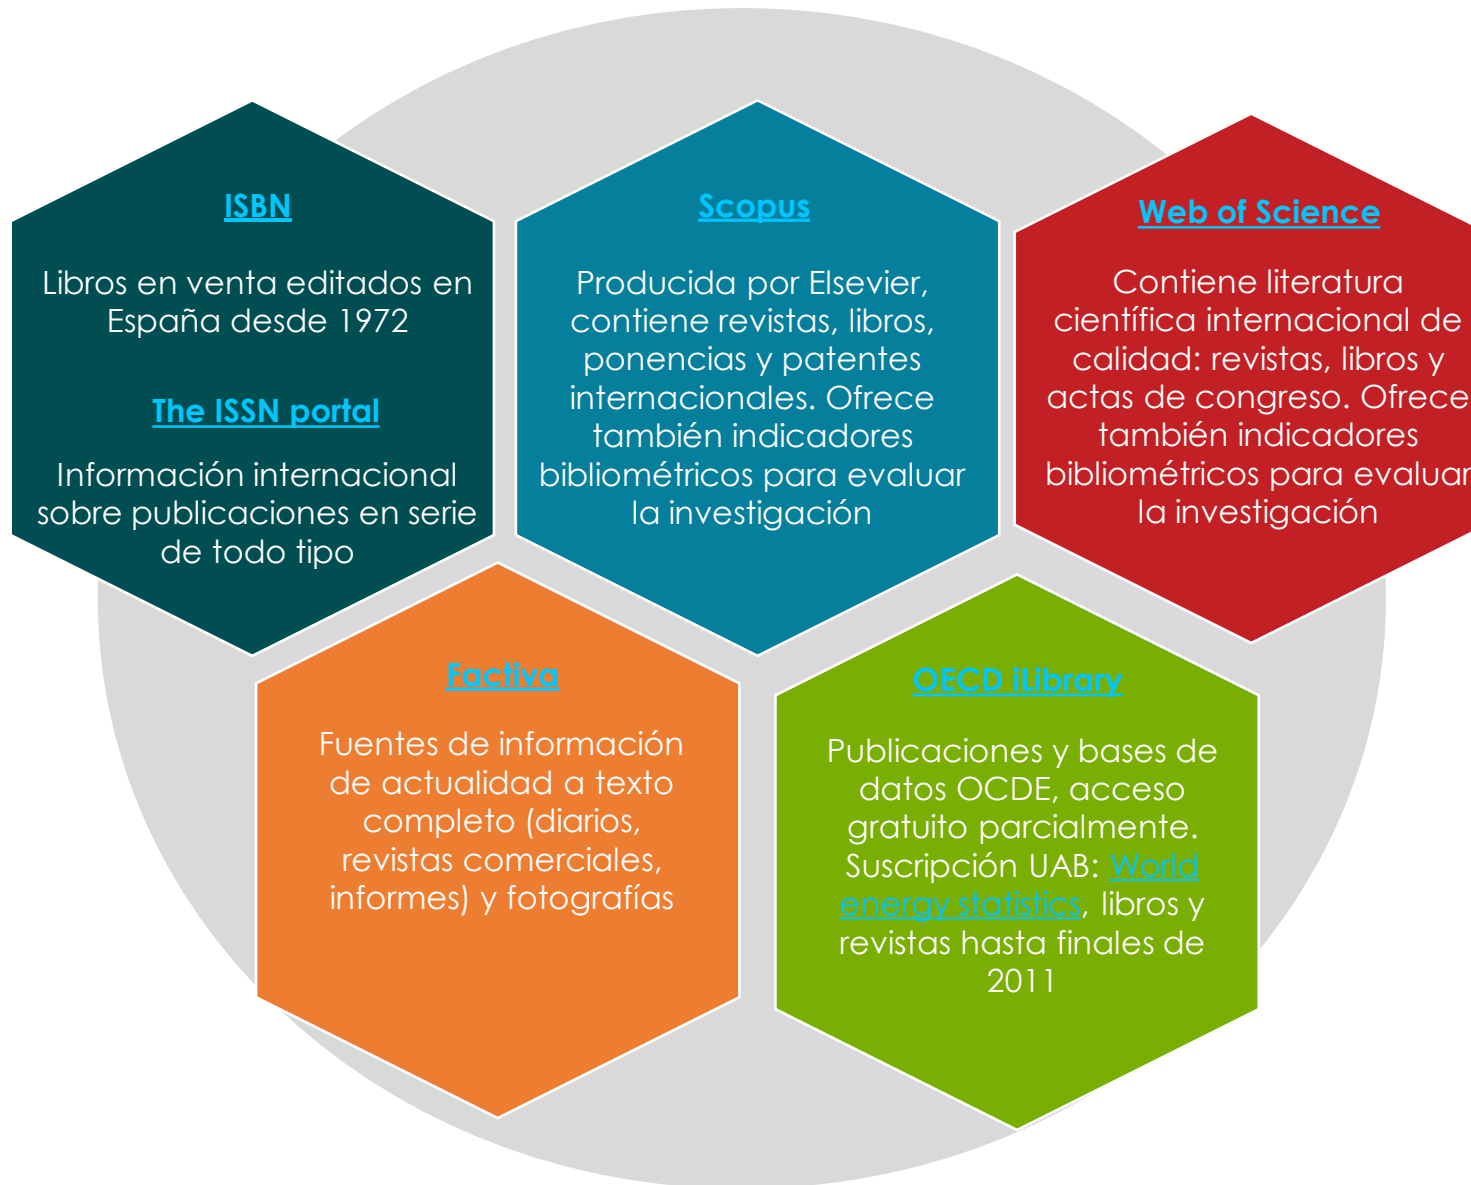 ISBN
Libros en venta editados en
España desde 1972
The ISSN portal
Información internacional
sobre publicaciones en serie
de todo tipo
Scopus
Producida por Elsevier,
contiene revistas, libros,
ponencias y patentes
internacionales. Ofrece
también indicadores
bibliométricos para evaluar
la investigación
Web of Science
Contiene literatura
científica internacional de
calidad: revistas, libros y
actas de congreso. Ofrece
también indicadores
bibliométricos para evaluar
la investigación
Factiva
Fuentes de información
de actualidad a texto
completo (diarios,
revistas comerciales,
informes) y fotografías
OECD iLibrary
Publicaciones y bases de
datos OCDE, acceso
gratuito parcialmente.
Suscripción UAB: World
energy statistics, libros y
revistas hasta finales de
2011